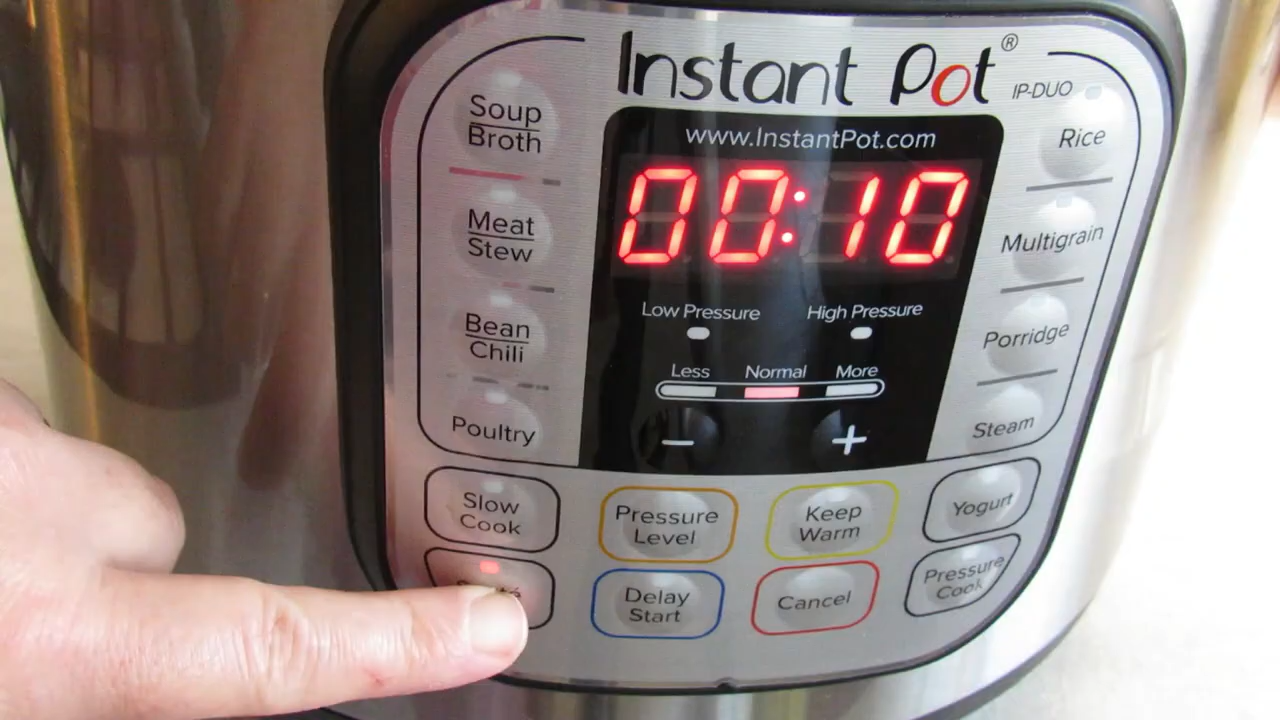 Instant Pot®
IP-DUO
www.InstantPot.com
00:10
Low Pressure
High Pressure
Less
Normal
More
−
+
Soup
Broth
Meat
Stew
Bean
Chili
Poultry
Rice
Multigrain
Porridge
Steam
Slow
Cook
Pressure
Level
Keep
Warm
Yogurt
Delay
Start
Cancel
Pressure
Cook